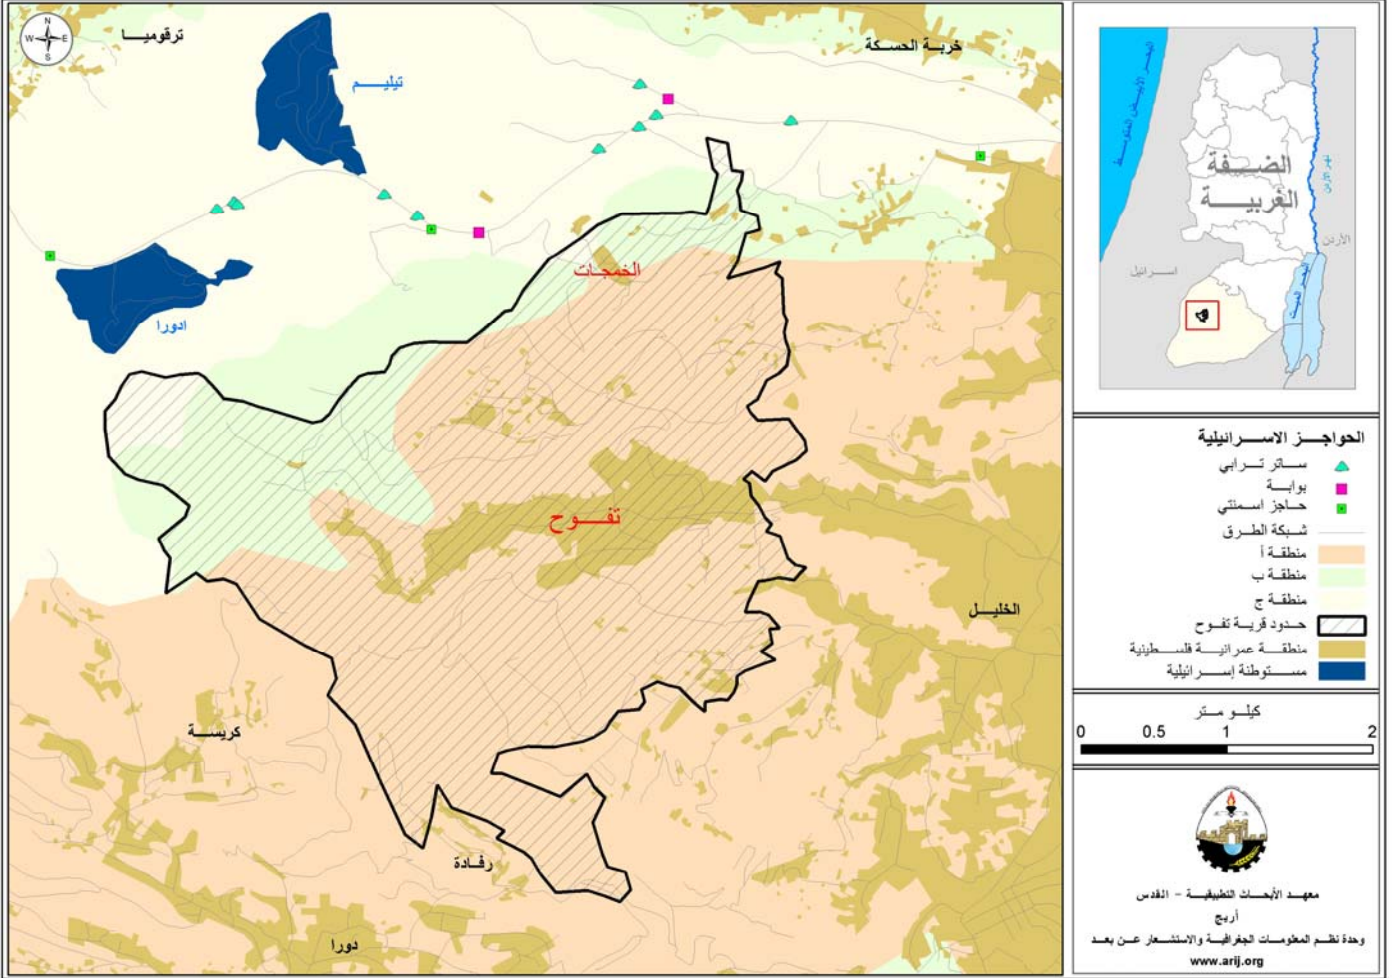 N
W E
S
ترقوميا
خربة الحسكة
تيليم
ادورا
الخمجات
تفوح
الخليل
كريسة
رفادة
دورا
البحر الأبيض المتوسط
الضفة
الغربية
نهر الأردن
الأردن
اسرائيل
البحر الميت
الحواجز الاسرائيلية
ساتر ترابي
بوابة
حاجز اسمنتي
شبكة الطرق
منطقة أ
منطقة ب
منطقة ج
حدود قرية تفوح
منطقة عمرانية فلسطينية
مستوطنة إسرائيلية
كيلو متر
0 0.5 1 2
معهد الأبحاث التطبيقية - القدس
أريج
وحدة نظم المعلومات الجغرافية والاستشعار عن بعد
www.arij.org